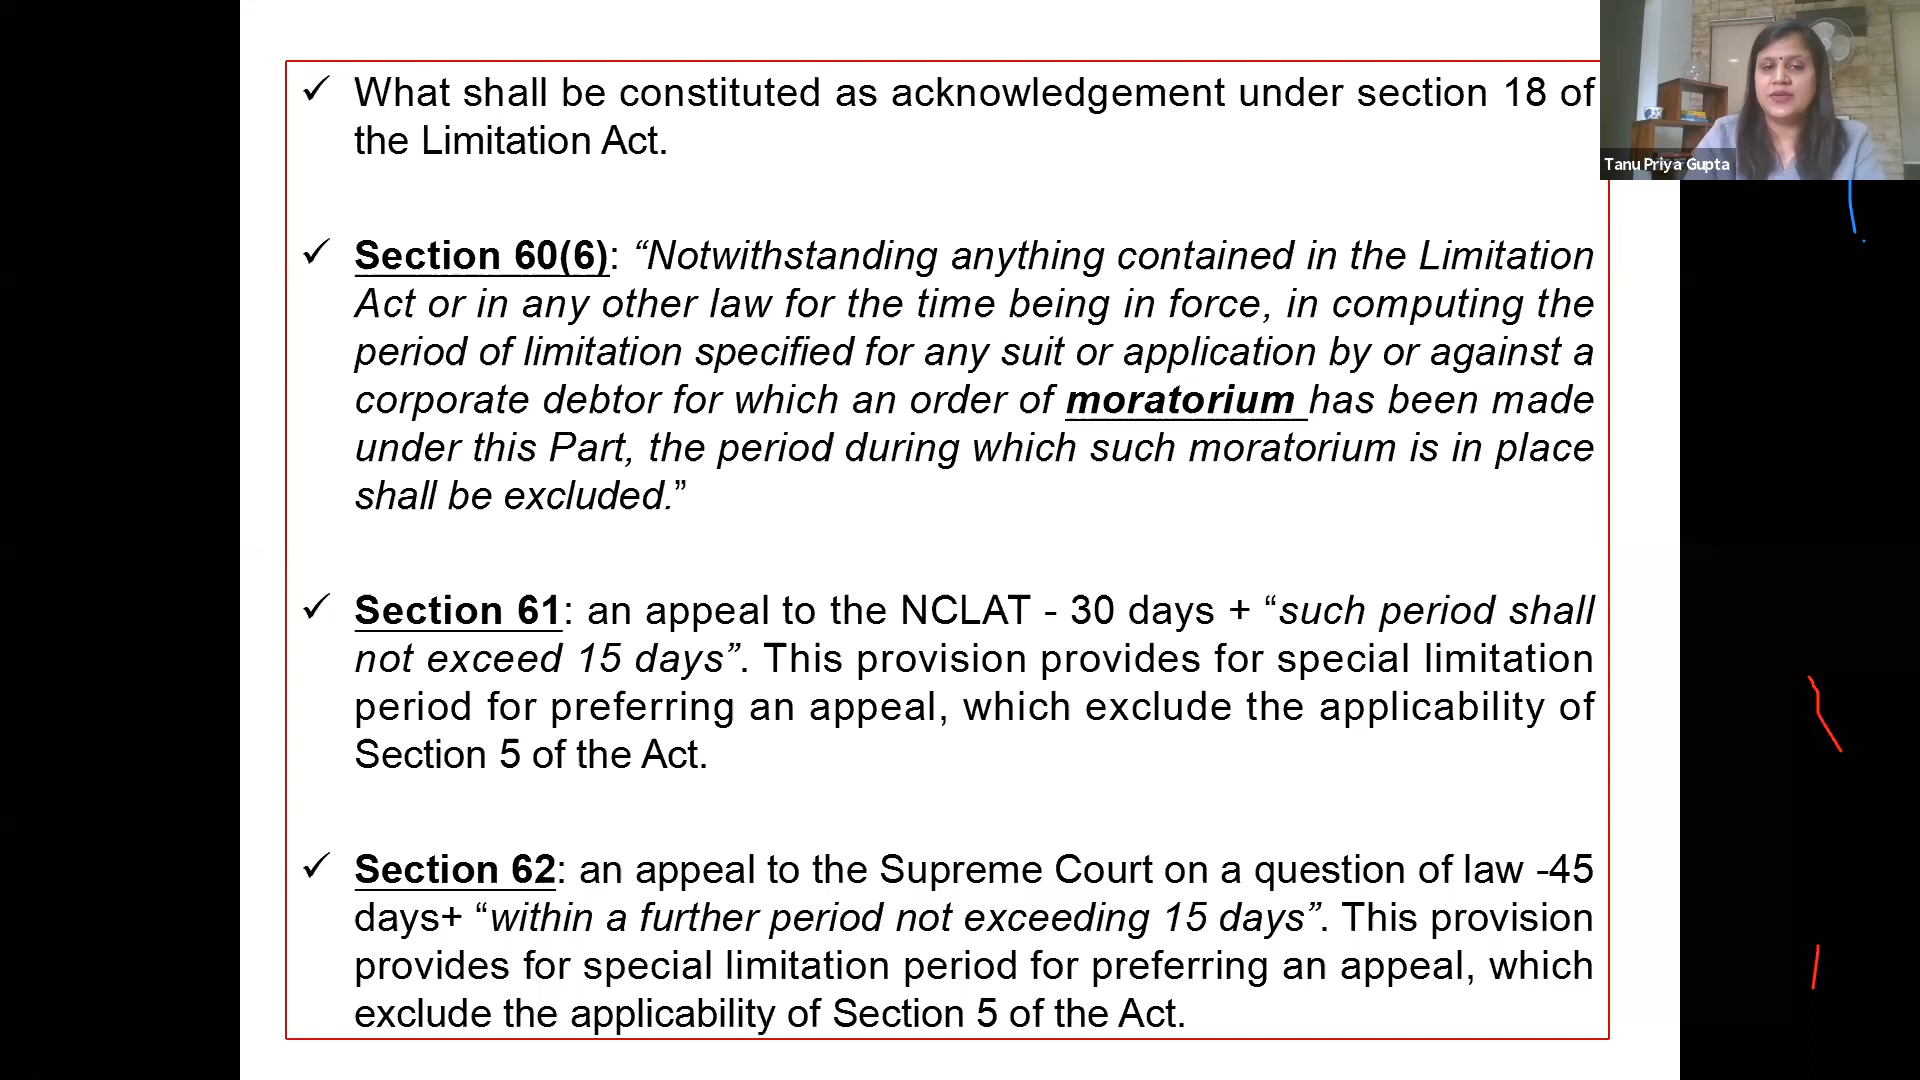 ✓ What shall be constituted as acknowledgement under section 18 of
the Limitation Act.
✓ Section 60(6): “Notwithstanding anything contained in the Limitation
Act or in any other law for the time being in force, in computing the
period of limitation specified for any suit or application by or against a
corporate debtor for which an order of moratorium has been made
under this Part, the period during which such moratorium is in place
shall be excluded.”
✓ Section 61: an appeal to the NCLAT - 30 days + “such period shall
not exceed 15 days”. This provision provides for special limitation
period for preferring an appeal, which exclude the applicability of
Section 5 of the Act.
✓ Section 62: an appeal to the Supreme Court on a question of law -45
days+ “within a further period not exceeding 15 days”. This provision
provides for special limitation period for preferring an appeal, which
exclude the applicability of Section 5 of the Act.
Tanu Priya Gupta